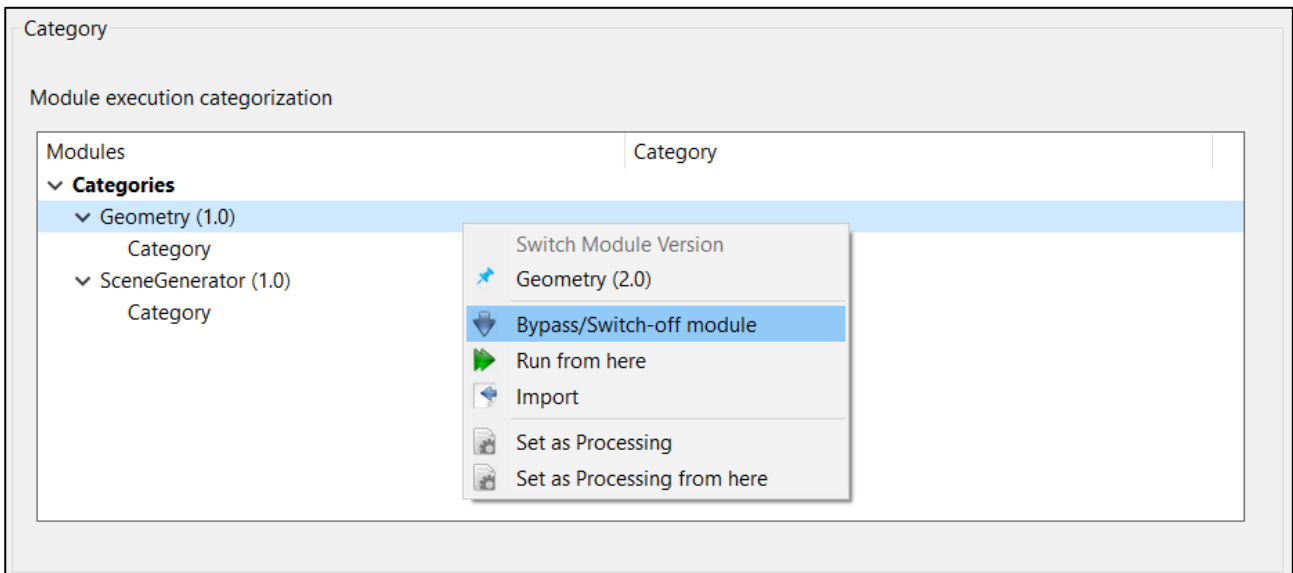 Category
Module execution categorization
Modules Category
Categories
Geometry (1.0)
Category
SceneGenerator (1.0)
Category
Switch Module Version
Geometry (2.0)
Bypass/Switch-off module
Run from here
Import
Set as Processing
Set as Processing from here